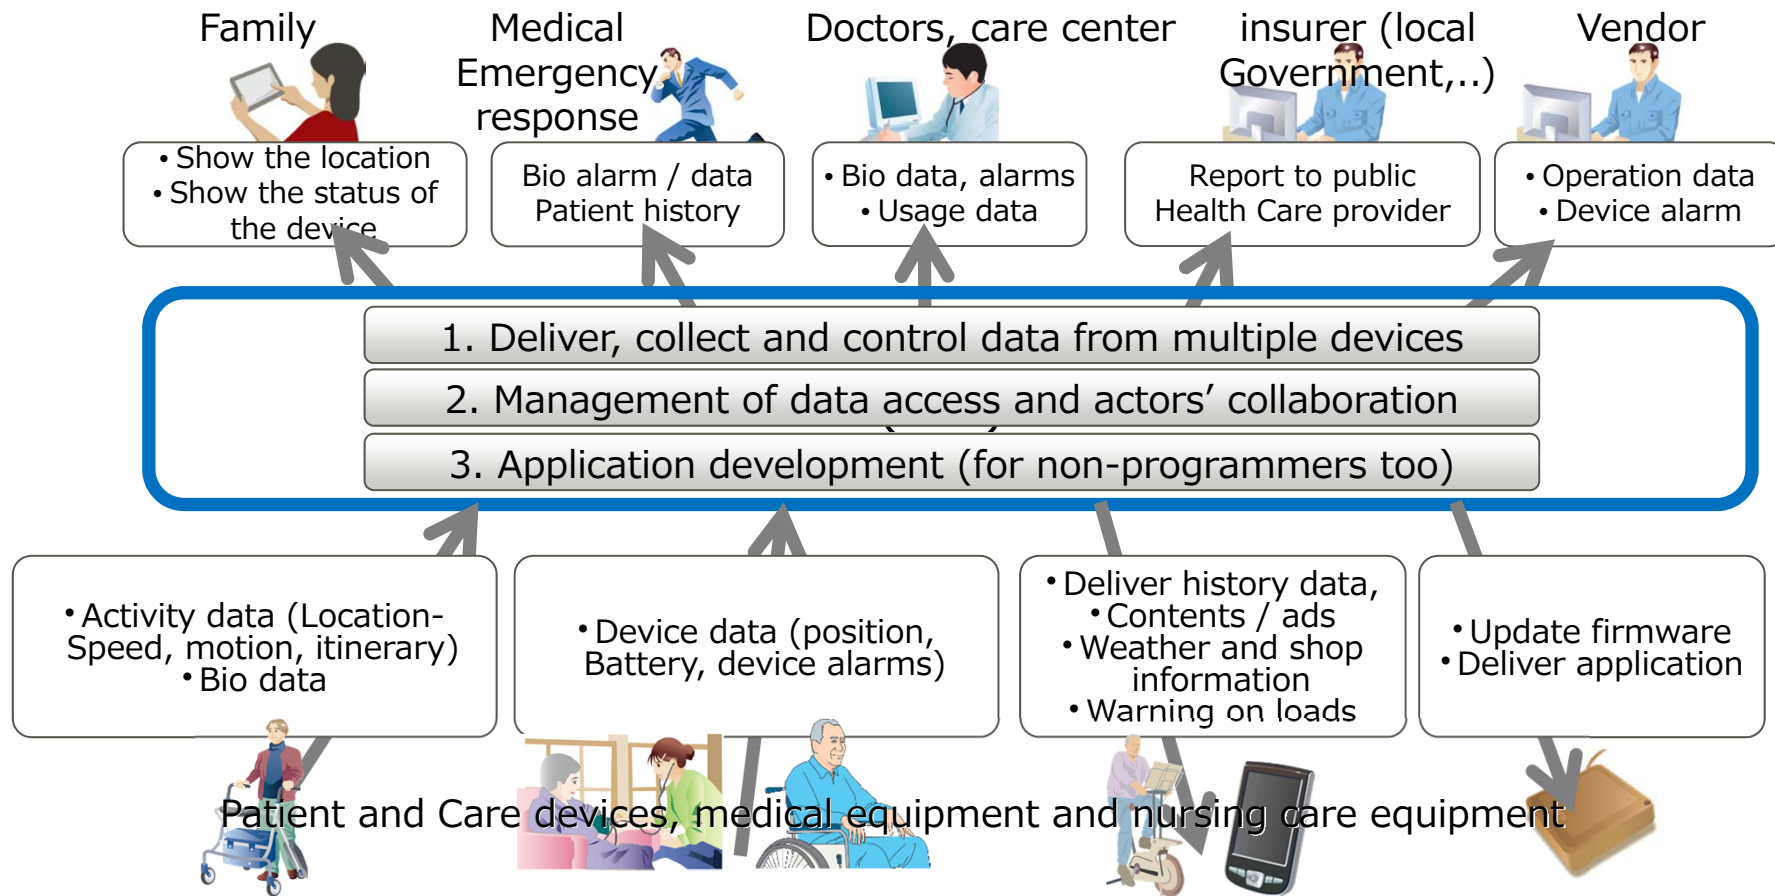 Family
Medical
Emergency
response
Doctors, care center
insurer (local
Government,..)
Vendor
• Show the location
• Show the status of
the device
Bio alarm / data
Patient history
• Bio data, alarms
• Usage data
Report to public
Health Care provider
• Operation data
• Device alarm
1. Deliver, collect and control data from multiple devices
2. Management of data access and actors’ collaboration
3. Application development (for non-programmers too)
• Activity data (Location-
Speed, motion, itinerary)
• Bio data
• Device data (position,
Battery, device alarms)
• Deliver history data,
• Contents / ads
• Weather and shop
information
• Warning on loads
• Update firmware
• Deliver application
Patient and Care devices, medical equipment and nursing care equipment